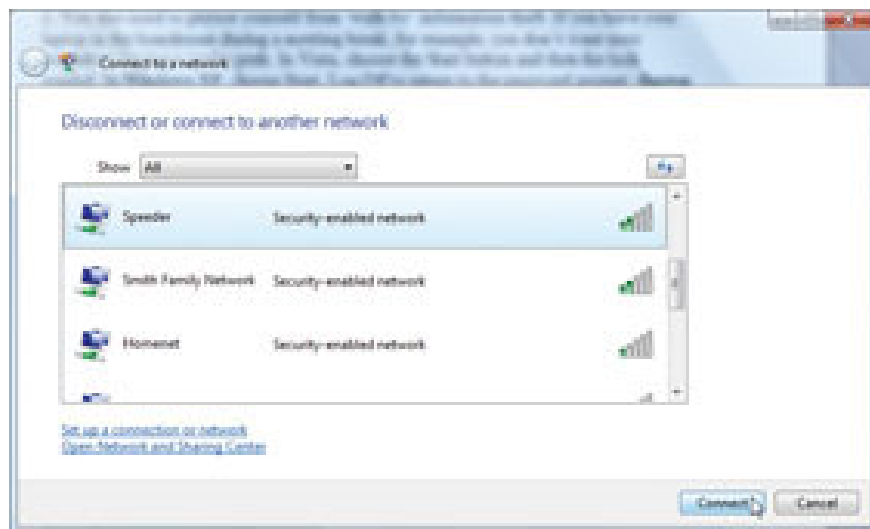 Connect to a network
Disconnect or connect to another network
Show All
Speeder Security-enabled network
Smith Family Network Security-enabled network
Homenet Security-enabled network
Set up a connection or network
Open Network and Sharing Center
Connect Cancel